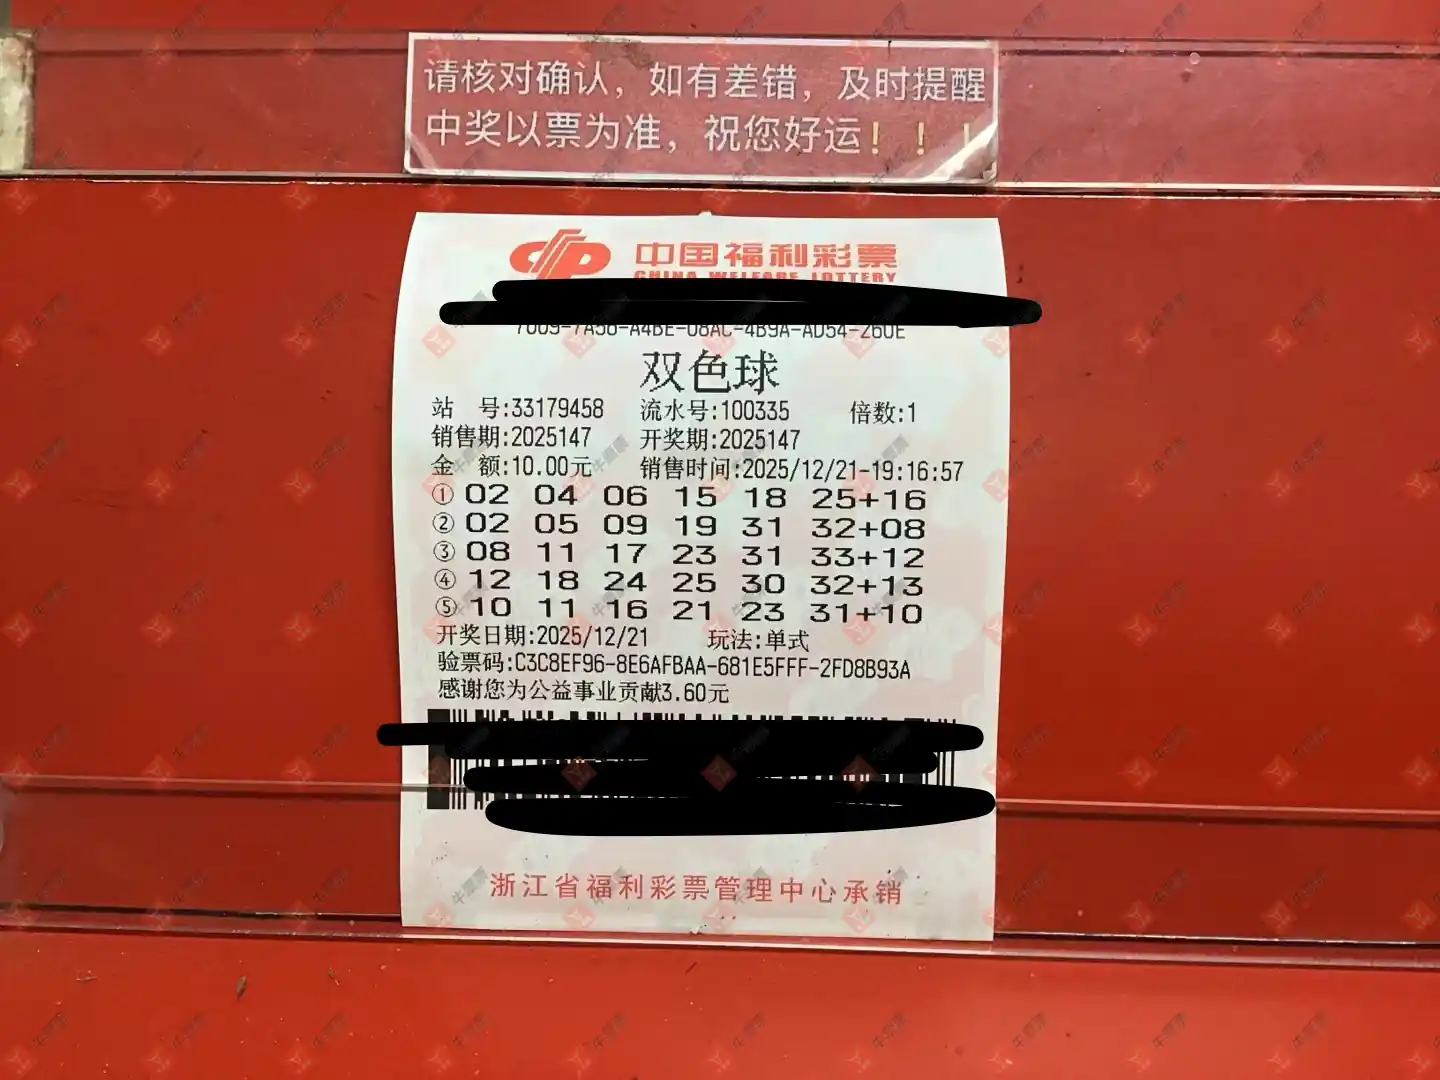 请核对确认，如有差错，及时提醒
中奖以票为准，祝您好运！！！
中国福利彩票
CHINA WELFARE LOTTERY
7009-7A58-A4BE-08AC-4B9A-AD54-260E
双色球
站 号:33179458 流水号:100335 倍数:1
销售期:2025147 开奖期:2025147
金 额:10.00元 销售时间:2025/12/21-19:16:57
① 02 04 06 15 18 25+16
② 02 05 09 19 31 32+08
③ 08 11 17 23 31 33+12
④ 12 18 24 25 30 32+13
⑤ 10 11 16 21 23 31+10
开奖日期:2025/12/21 玩法:单式
验票码:C3C8EF96-8E6AFBAA-681E5FFF-2FD8B93A
感谢您为公益事业贡献3.60元
浙江省福利彩票管理中心承销